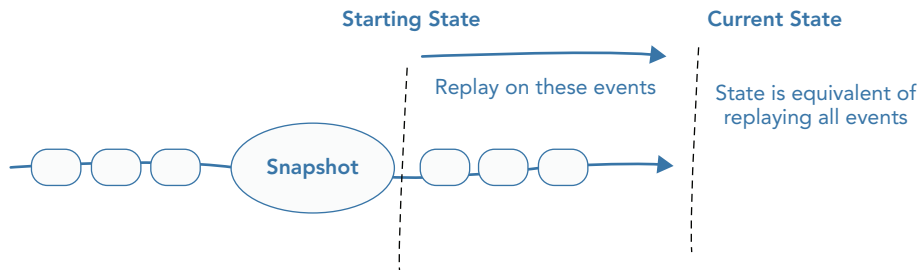 Starting State
Current State
Replay on these events
State is equivalent of
replaying all events
Snapshot